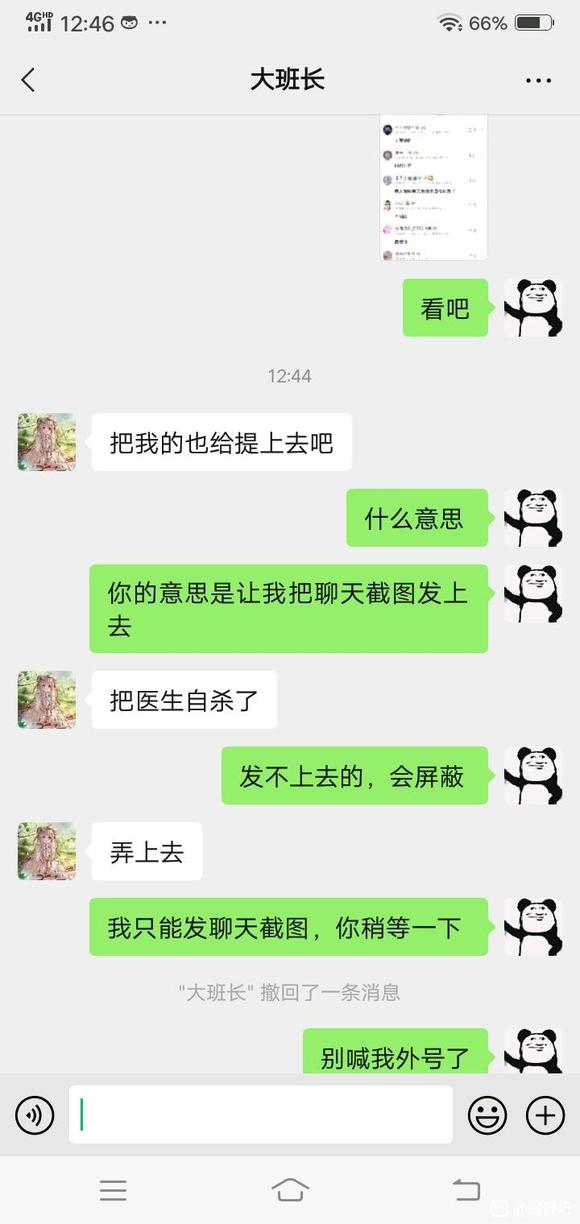 4G HD 12:46 66%
大班长
看吧
12:44
把我的也给提上去吧
什么意思
你的意思是让我把聊天截图发上
去
把医生自杀了
发不上去的，会屏蔽
弄上去
我只能发聊天截图，你稍等一下
"大班长" 撤回了一条消息
别喊我外号了